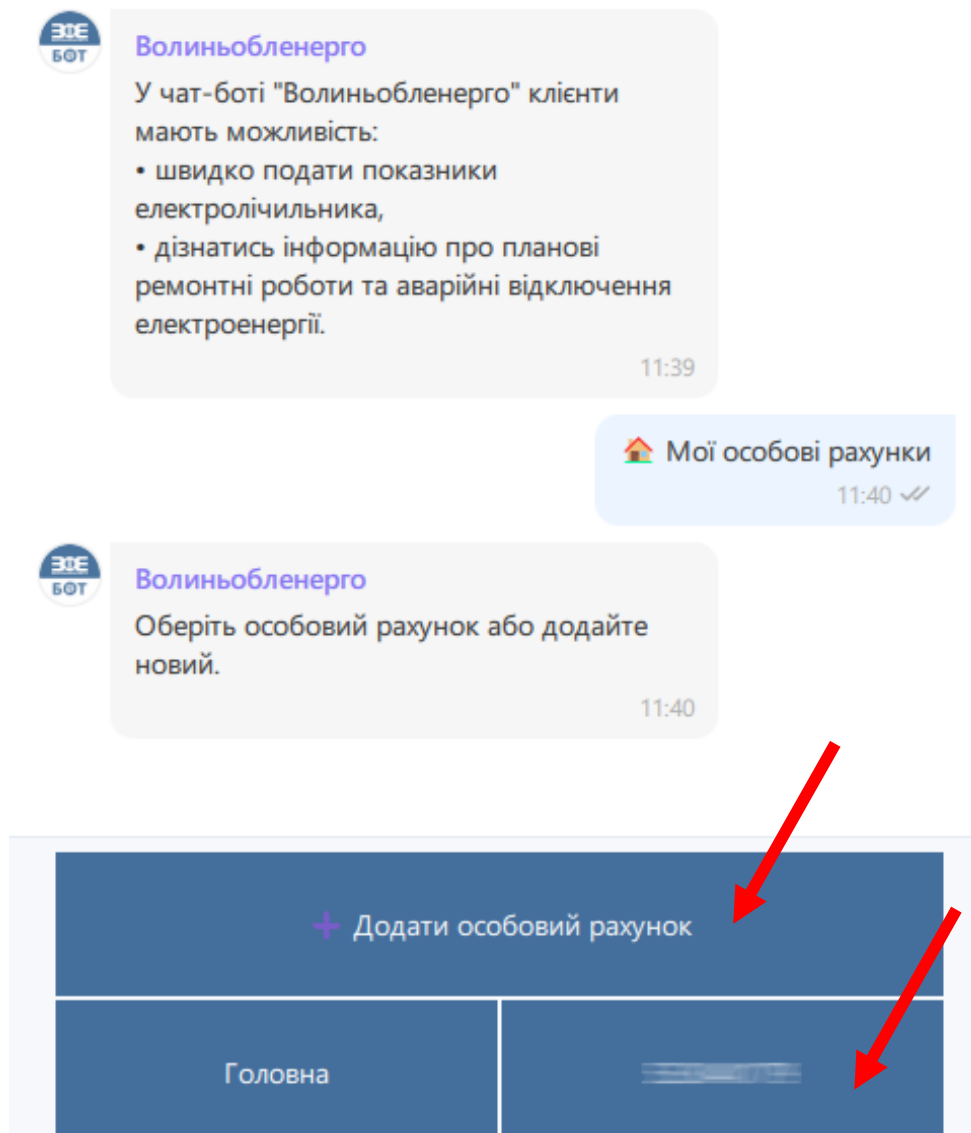 ЗФЕ
БОТ
Волиньобленерго
У чат-боті "Волиньобленерго" клієнти
мають можливість:
• швидко подати показники
електролічильника,
• дізнатись інформацію про планові
ремонтні роботи та аварійні відключення
електроенергії.
11:39
Мої особові рахунки
11:40
ЗФЕ
БОТ
Волиньобленерго
Оберіть особовий рахунок або додайте
новий.
11:40
Додати особовий рахунок
Головна